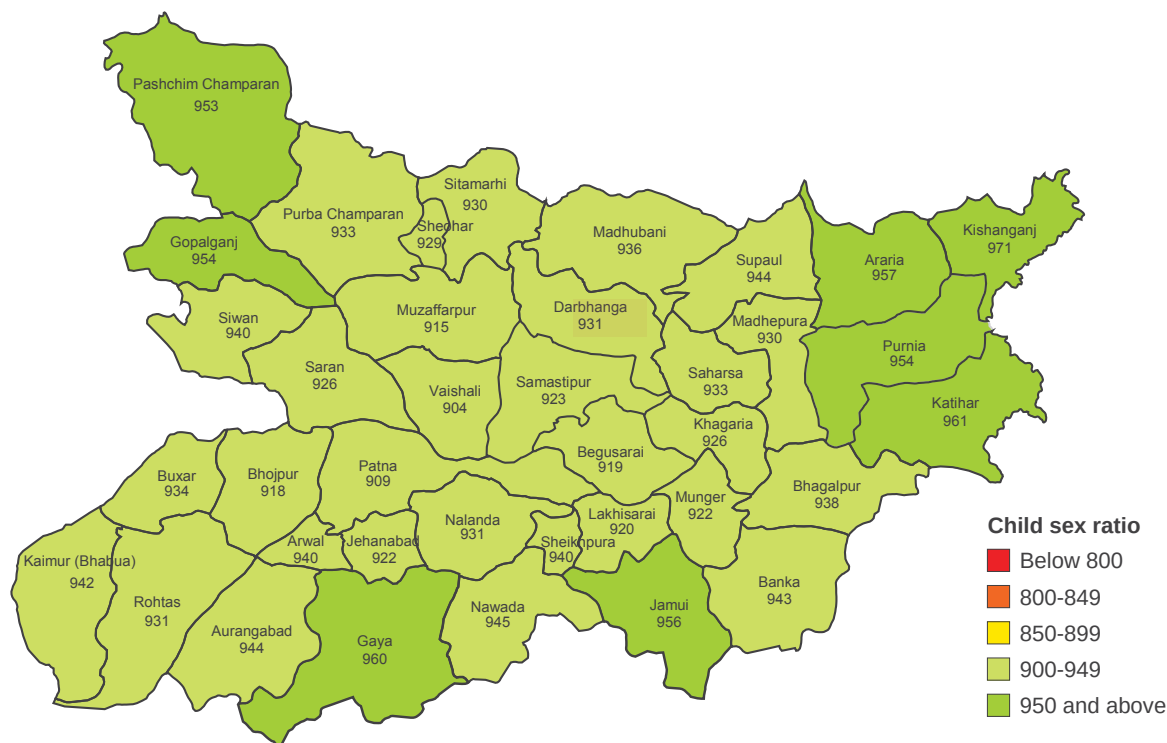 Pashchim Champaran
953
Sitamarhi
930
Purba Champaran
933
Sheohar
929
Gopalganj
954
Madhubani
936
Kishanganj
971
Supaul
944
Araria
957
Siwan
940
Muzaffarpur
915
Darbhanga
931
Madhepura
930
Purnia
954
Saran
926
Vaishali
904
Samastipur
923
Saharsa
933
Katihar
961
Khagaria
926
Begusarai
919
Buxar
934
Bhojpur
918
Patna
909
Munger
922
Bhagalpur
938
Nalanda
931
Lakhisarai
920
Arwal
940
Jehanabad
922
Sheikhpura
940
Kaimur (Bhabua)
942
Rohtas
931
Aurangabad
944
Gaya
960
Nawada
945
Jamui
956
Banka
943
Child sex ratio
Below 800
800-849
850-899
900-949
950 and above